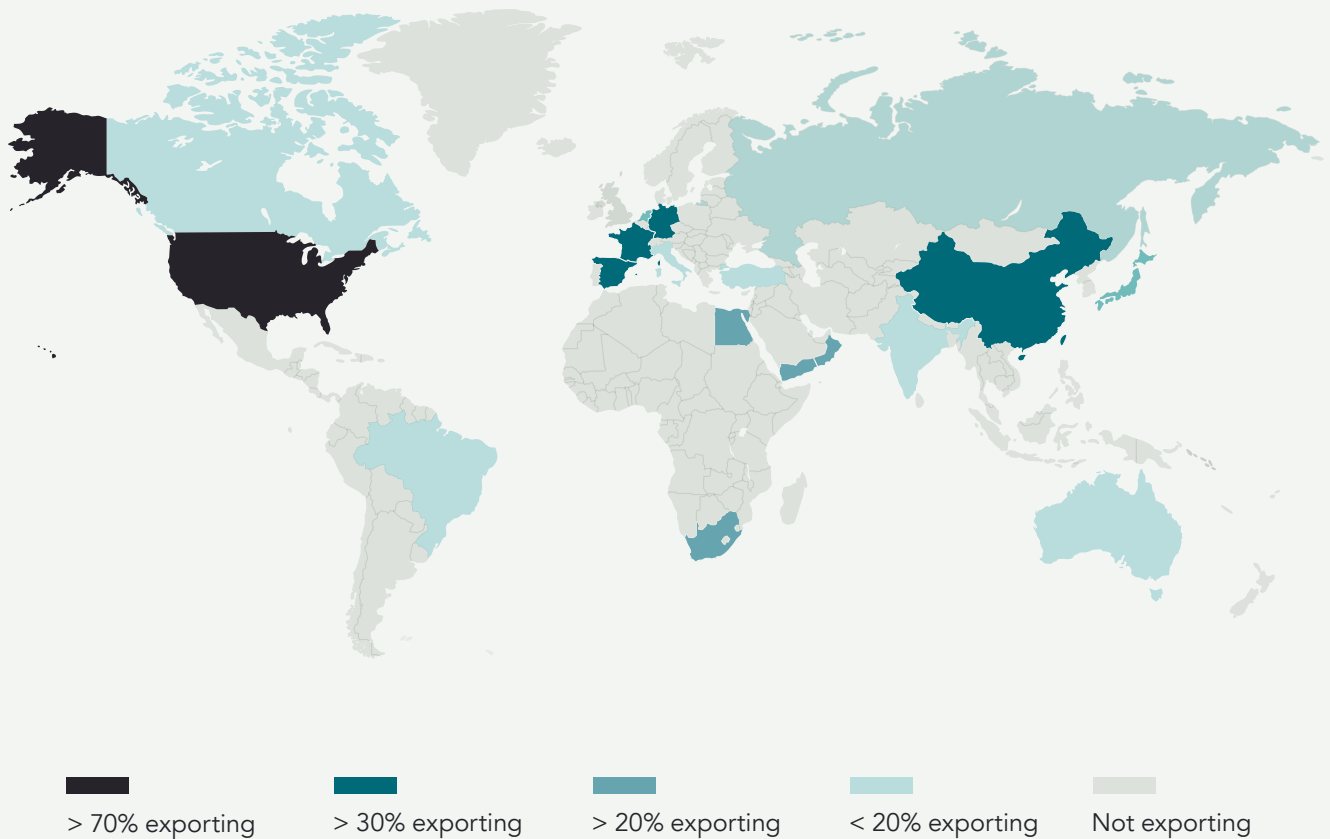 > 70% exporting
> 30% exporting
> 20% exporting
< 20% exporting
Not exporting